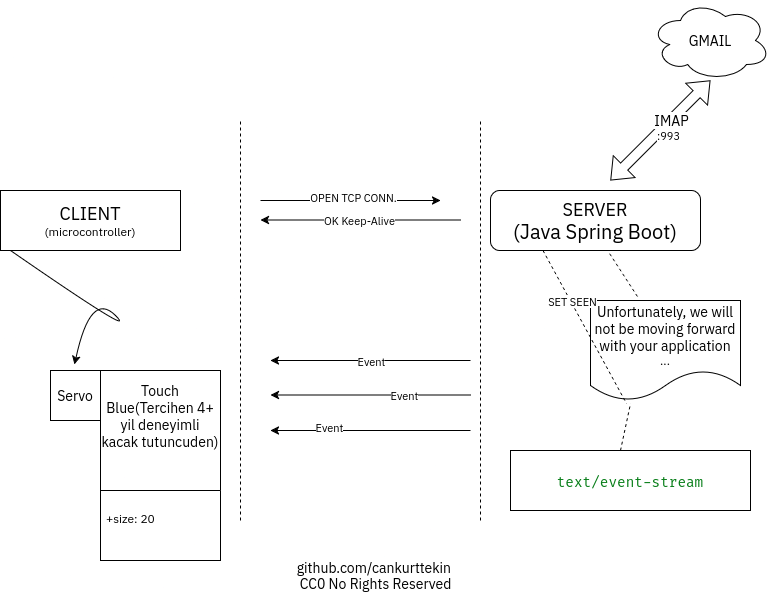 GMAIL
IMAP
:993
OPEN TCP CONN.
OK Keep-Alive
CLIENT
(microcontroller)
SERVER
(Java Spring Boot)
SET SEEN
Unfortunately, we will
not be moving forward
with your application
...
Event
Event
Event
Servo
Touch
Blue(Tercihen 4+
yil deneyimli
kacak tutuncuden)
+size: 20
text/event-stream
github.com/cankurttekin
CC0 No Rights Reserved